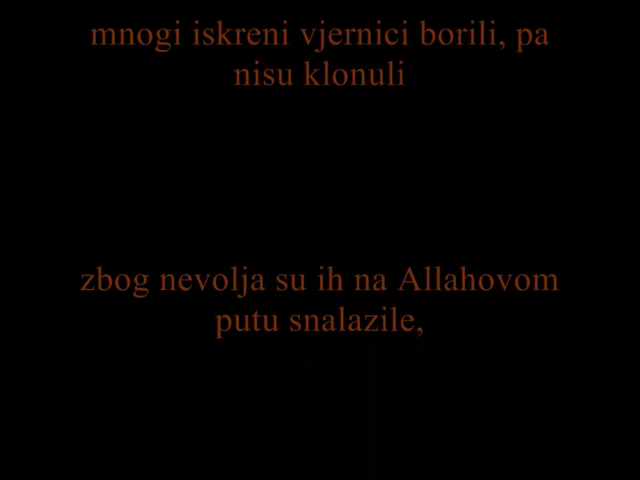 mnogi iskreni vjernici borili, pa
nisu klonuli
zbog nevolja su ih na Allahovom
putu snalazile,